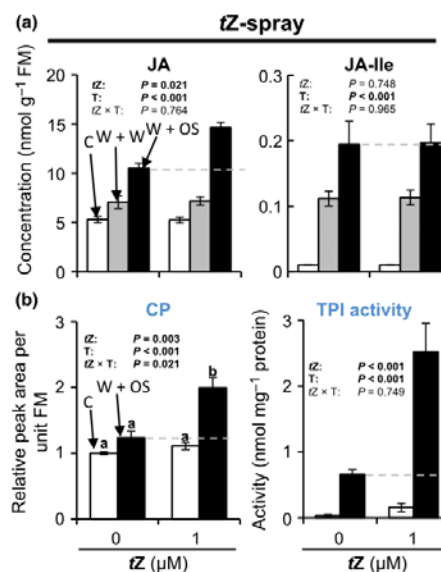 tZ-spray
(a)
JA
JA-Ile
tZ: P = 0.021
T: P < 0.001
tZ × T: P = 0.764
tZ: P = 0.748
T: P < 0.001
tZ × T: P = 0.965
Concentration (nmol g⁻¹ FM)
20
15
10
5
0
C
W + W
W + OS
0.3
0.2
0.1
0
(b)
CP
TPI activity
tZ: P = 0.003
T: P < 0.001
tZ × T: P = 0.021
tZ: P < 0.001
T: P < 0.001
tZ × T: P = 0.749
Relative peak area per
unit FM
3
2
1
0
C
W + OS
a
a
a
b
Activity (nmol mg⁻¹ protein)
3
2
1
0
0 1
tZ (µM)
0 1
tZ (µM)